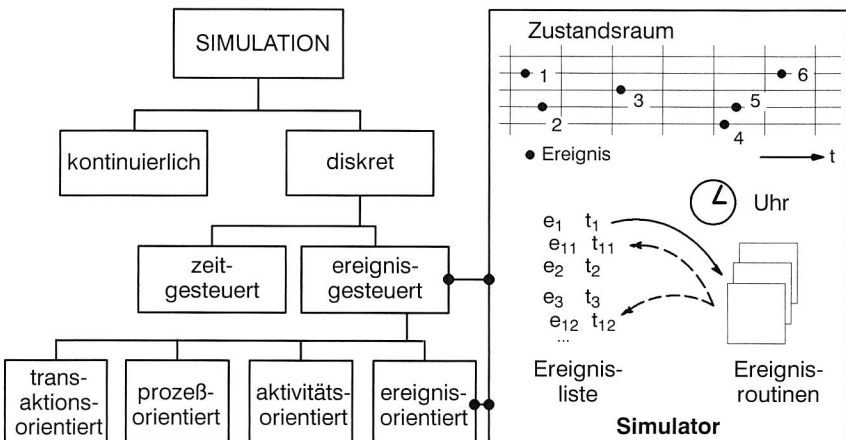 SIMULATION
kontinuierlich
diskret
zeit-
gesteuert
ereignis-
gesteuert
trans-
aktions-
orientiert
prozeß-
orientiert
aktivitäts-
orientiert
ereignis-
orientiert
Zustandsraum
1
6
3
5
2
4
Ereignis
t
Uhr
e1 t1
e11 t11
e2 t2
e3 t3
e12 t12
...
Ereignis-
liste
Ereignis-
routinen
Simulator